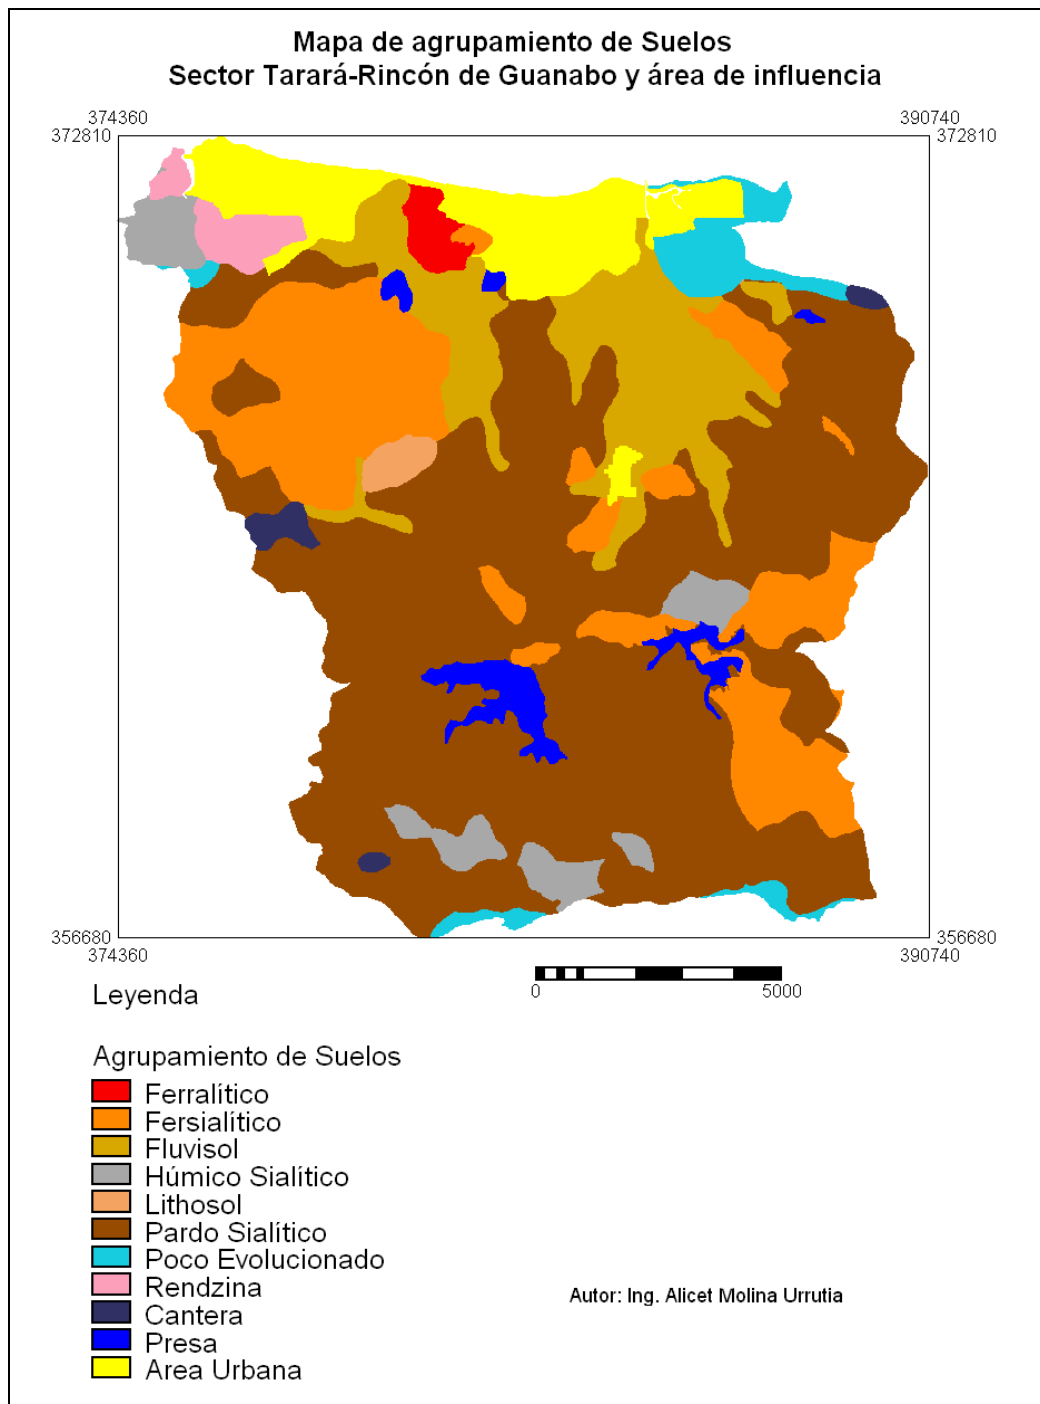 Mapa de agrupamiento de Suelos
Sector Tarará-Rincón de Guanabo y área de influencia
374360 390740
372810 372810
356680 356680
374360 390740
0 5000
Leyenda
Agrupamiento de Suelos
Ferralítico
Fersialítico
Fluvisol
Húmico Sialítico
Lithosol
Pardo Sialítico
Poco Evolucionado
Rendzina
Cantera
Presa
Area Urbana
Autor: Ing. Alicet Molina Urrutia